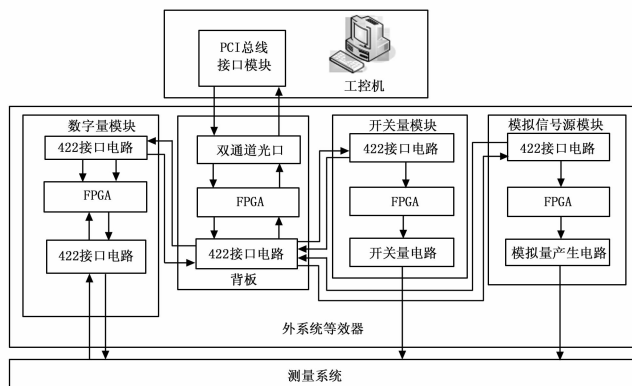 PCI总线
接口模块
工控机
数字量模块
422接口电路
FPGA
422接口电路
双通道光口
FPGA
422接口电路
背板
开关量模块
422接口电路
FPGA
开关量电路
模拟信号源模块
422接口电路
FPGA
模拟量产生电路
外系统等效器
测量系统